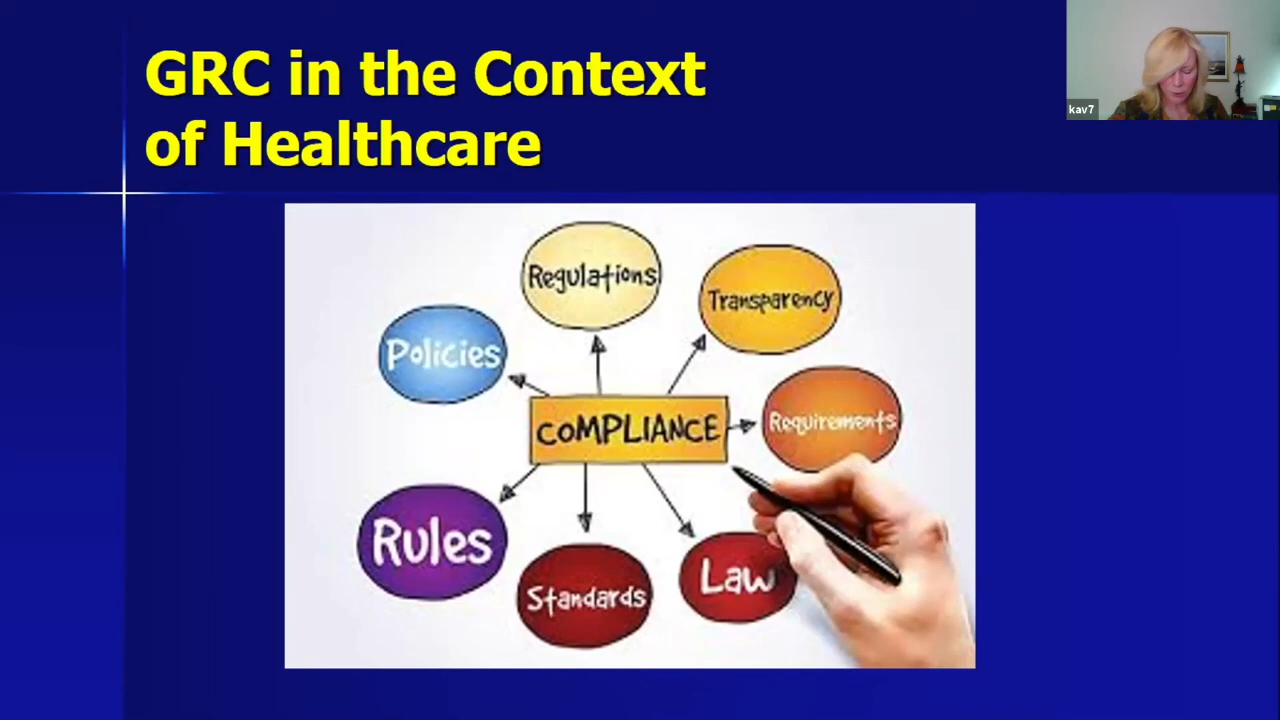 GRC in the Context
of Healthcare
kav7
Regulations
Transparency
Policies
Requirements
COMPLIANCE
Rules
Standards
Law